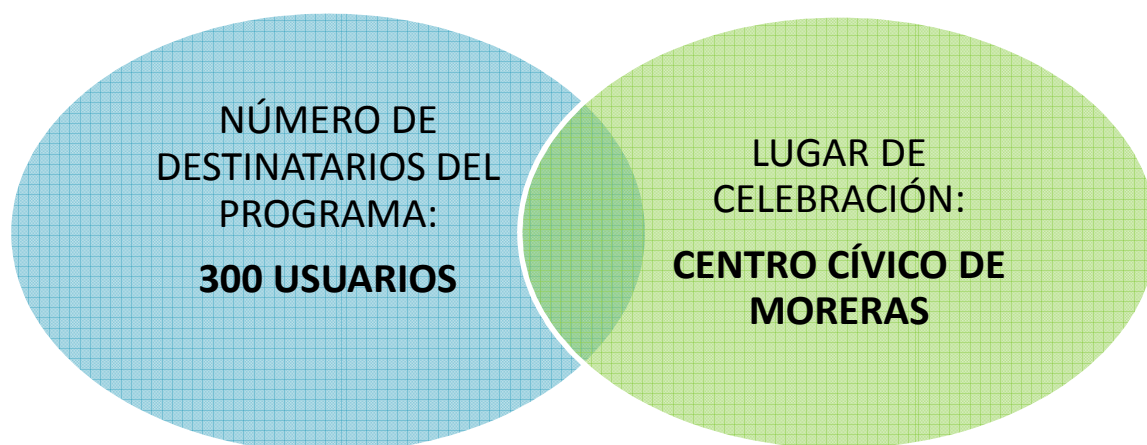 NÚMERO DE
DESTINATARIOS DEL
PROGRAMA:
300 USUARIOS
LUGAR DE
CELEBRACIÓN:
CENTRO CÍVICO DE
MORERAS